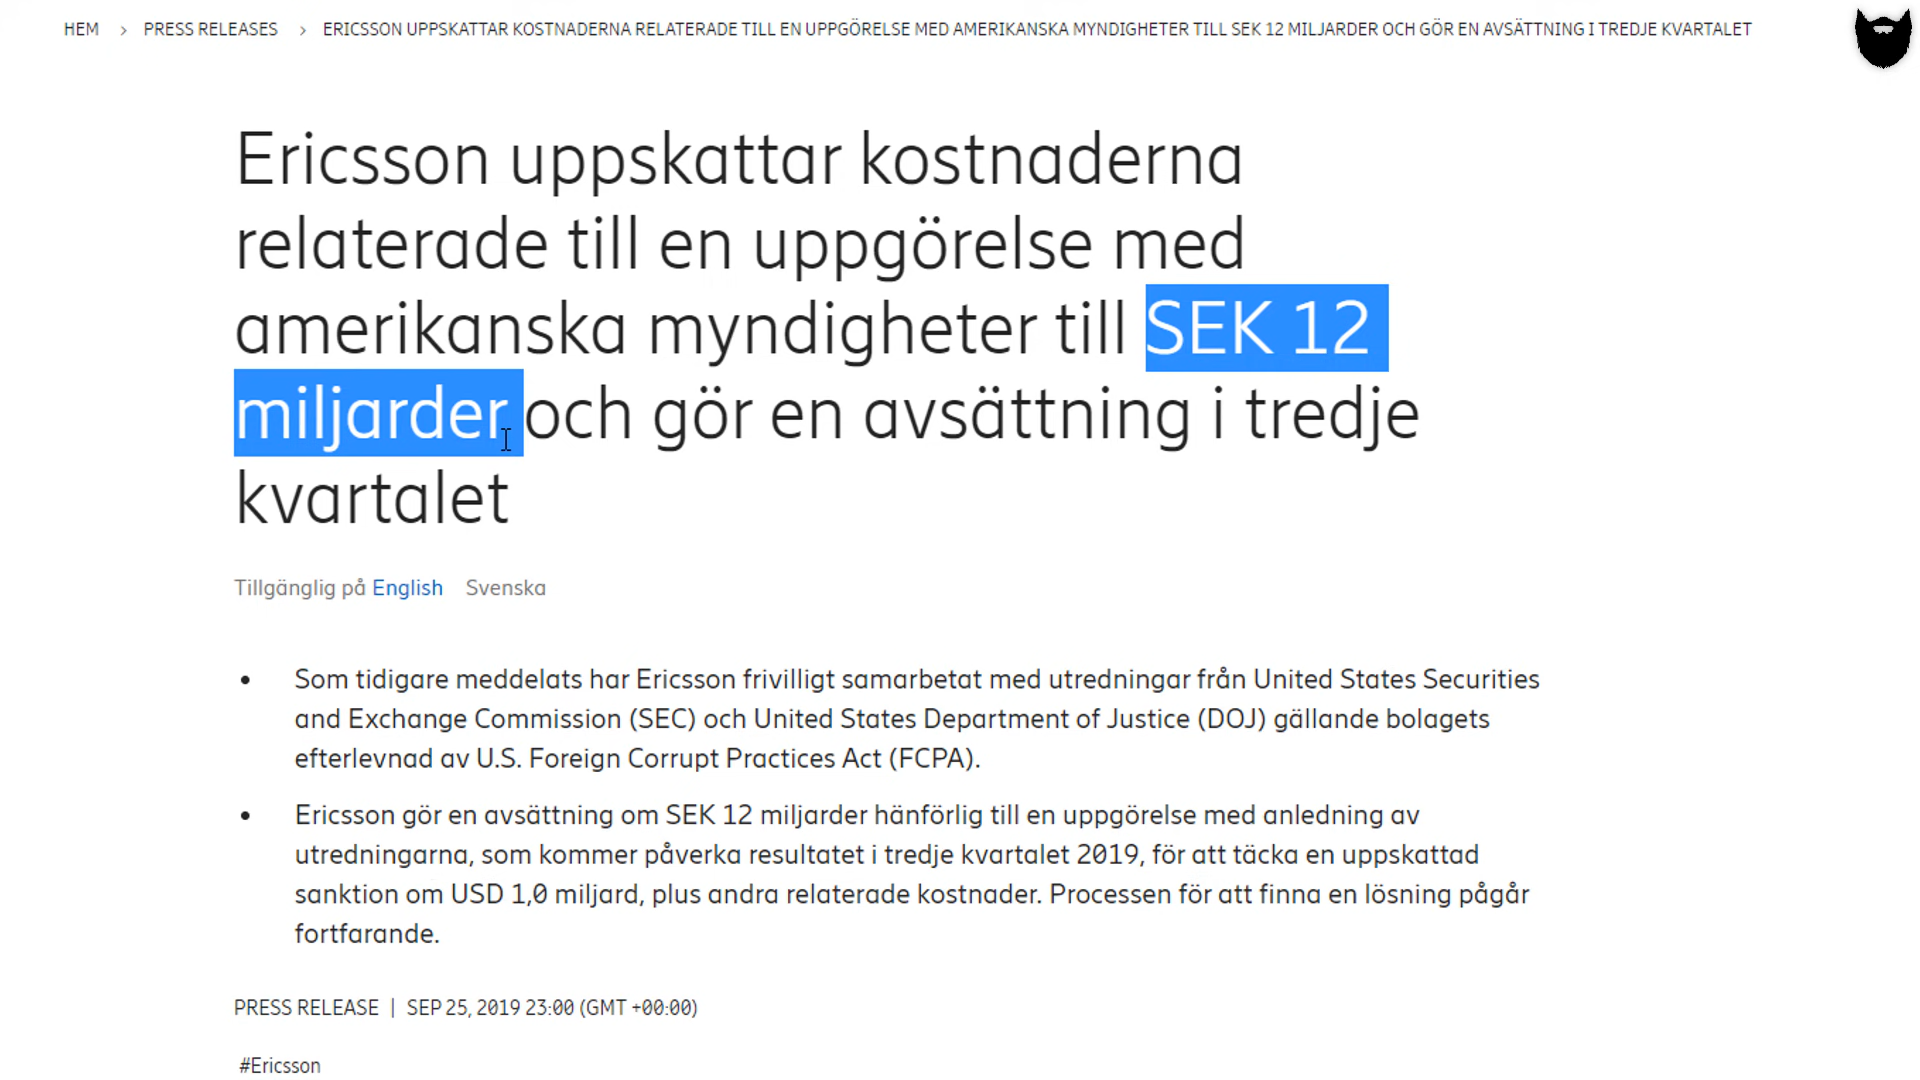 HEM > PRESS RELEASES > ERICSSON UPPSKATTAR KOSTNADERNA RELATERADE TILL EN UPPGÖRELSE MED AMERIKANSKA MYNDIGHETER TILL SEK 12 MILJARDER OCH GÖR EN AVSÄTTNING I TREDJE KVARTALET
Ericsson uppskattar kostnaderna
relaterade till en uppgörelse med
amerikanska myndigheter till SEK 12
miljarder och gör en avsättning i tredje
kvartalet
Tillgänglig på English Svenska
• Som tidigare meddelats har Ericsson frivilligt samarbetat med utredningar från United States Securities
and Exchange Commission (SEC) och United States Department of Justice (DOJ) gällande bolagets
efterlevnad av U.S. Foreign Corrupt Practices Act (FCPA).
• Ericsson gör en avsättning om SEK 12 miljarder hänförlig till en uppgörelse med anledning av
utredningarna, som kommer påverka resultatet i tredje kvartalet 2019, för att täcka en uppskattad
sanktion om USD 1,0 miljard, plus andra relaterade kostnader. Processen för att finna en lösning pågår
fortfarande.
PRESS RELEASE | SEP 25, 2019 23:00 (GMT +00:00)
#Ericsson